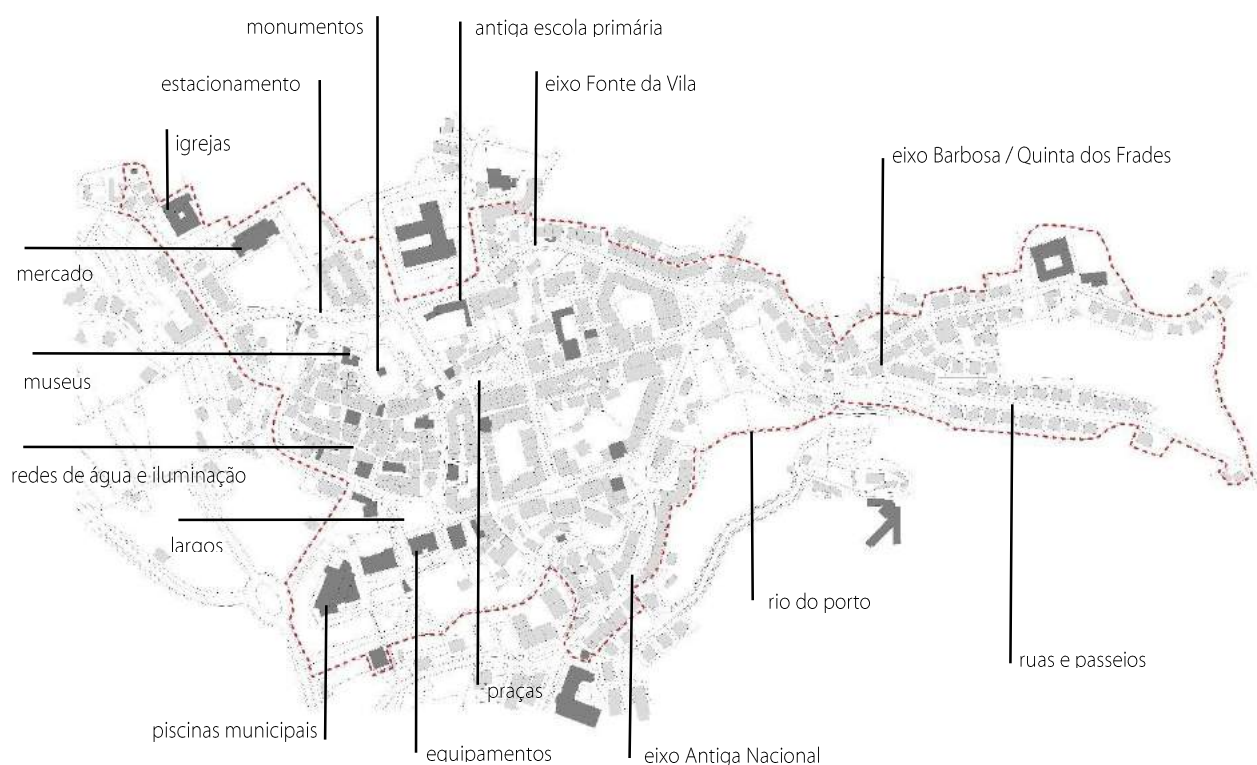 monumentos
antiga escola primária
estacionamento
eixo Fonte da Vila
igrejas
eixo Barbosa / Quinta dos Frades
mercado
museus
redes de água e iluminação
largos
rio do porto
ruas e passeios
praças
piscinas municipais
equipamentos
eixo Antiga Nacional